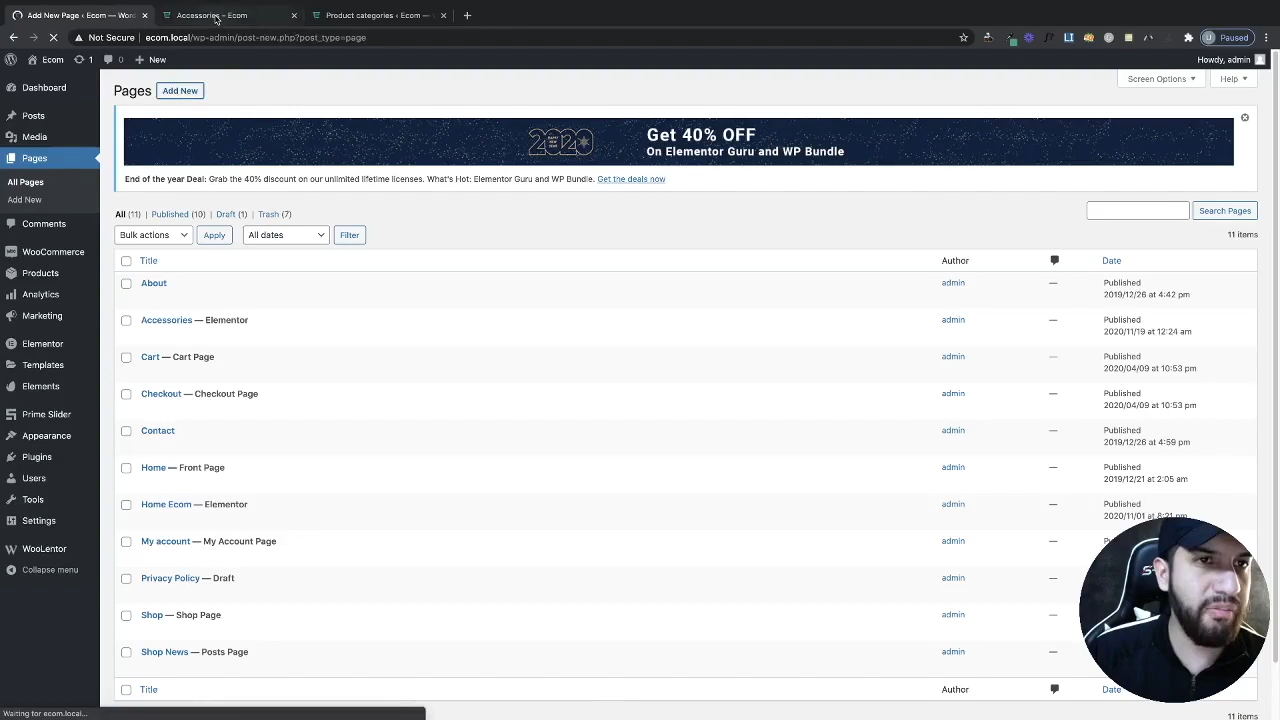 Add New Page ‹ Ecom — Wor
Accessories – Ecom
Product categories ‹ Ecom —
Not Secure
ecom.local/wp-admin/post-new.php?post_type=page
Paused
Ecom
1
0
New
Howdy, admin
Dashboard
Posts
Media
Pages
All Pages
Add New
Comments
WooCommerce
Products
Analytics
Marketing
Elementor
Templates
Elements
Prime Slider
Appearance
Plugins
Users
Tools
Settings
WooLentor
Collapse menu
Screen Options
Help
Pages
Add New
2020
Get 40% OFF
On Elementor Guru and WP Bundle
End of the year Deal: Grab the 40% discount on our unlimited lifetime licenses. What's Hot: Elementor Guru and WP Bundle. Get the deals now
All (11) | Published (10) | Draft (1) | Trash (7)
Search Pages
Bulk actions
Apply
All dates
Filter
11 items
Title
Author
Date
About
admin
—
Published
2019/12/26 at 4:42 pm
Accessories — Elementor
admin
—
Published
2020/11/19 at 12:24 am
Cart — Cart Page
admin
—
Published
2020/04/09 at 10:53 pm
Checkout — Checkout Page
admin
—
Published
2020/04/09 at 10:53 pm
Contact
admin
—
Published
2019/12/26 at 4:59 pm
Home — Front Page
admin
—
Published
2019/12/21 at 2:05 am
Home Ecom — Elementor
admin
—
Published
2020/11/01 at 8:21 pm
My account — My Account Page
admin
—
Privacy Policy — Draft
admin
—
Shop — Shop Page
admin
—
Shop News — Posts Page
admin
—
Title
Author
Date
11 items
Waiting for ecom.local...